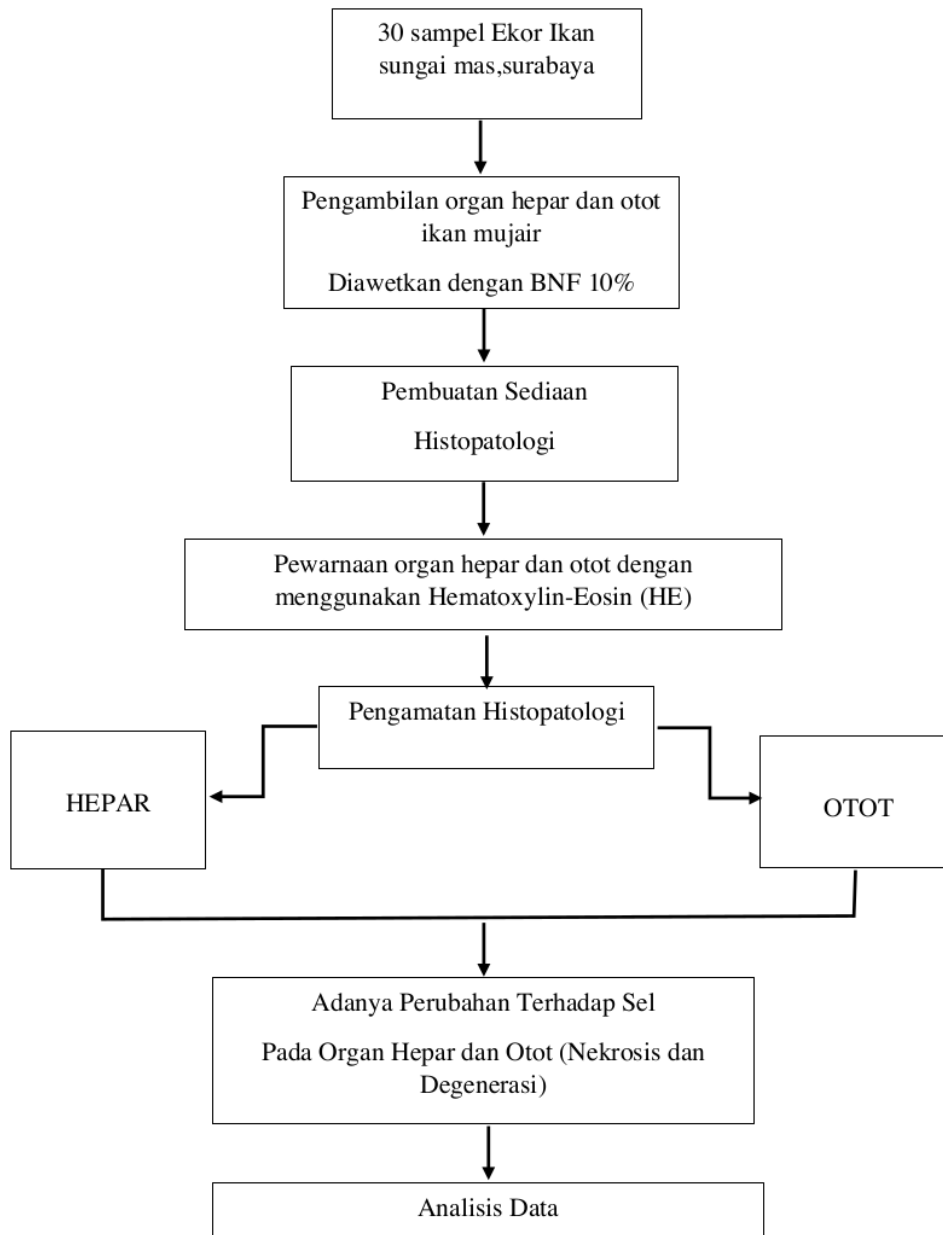 30 sampel Ekor Ikan
sungai mas,surabaya
Pengambilan organ hepar dan otot
ikan mujair
Diawetkan dengan BNF 10%
Pembuatan Sediaan
Histopatologi
Pewarnaan organ hepar dan otot dengan
menggunakan Hematoxylin-Eosin (HE)
Pengamatan Histopatologi
HEPAR
OTOT
Adanya Perubahan Terhadap Sel
Pada Organ Hepar dan Otot (Nekrosis dan
Degenerasi)
Analisis Data